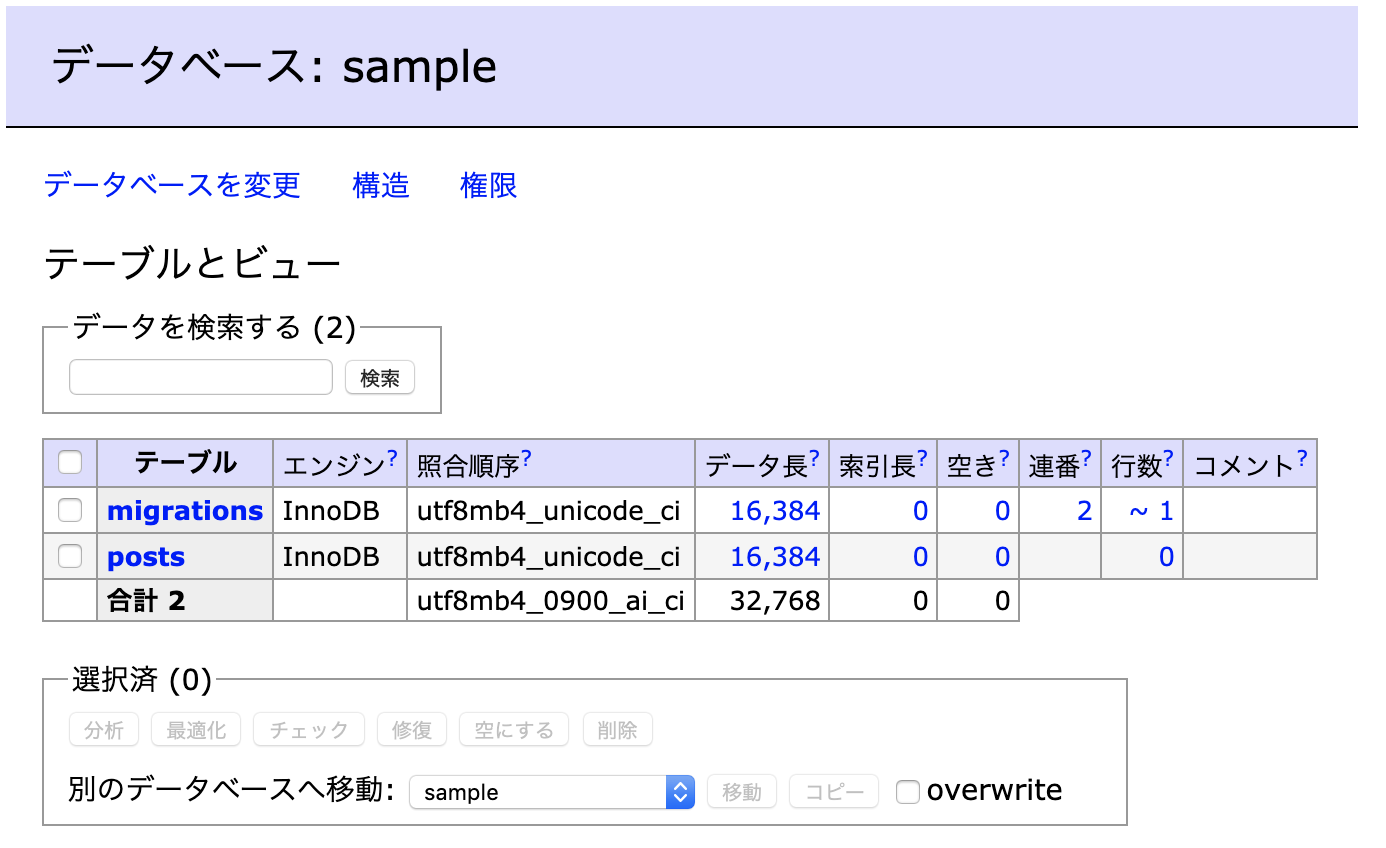 データベース: sample
データベースを変更 構造 権限
テーブルとビュー
データを検索する (2)
検索
テーブル エンジン? 照合順序? データ長? 索引長? 空き? 連番? 行数? コメント?
migrations InnoDB utf8mb4_unicode_ci 16,384 0 0 2 ~ 1
posts InnoDB utf8mb4_unicode_ci 16,384 0 0 0
合計 2 utf8mb4_0900_ai_ci 32,768 0 0
選択済 (0)
分析 最適化 チェック 修復 空にする 削除
別のデータベースへ移動: sample 移動 コピー overwrite